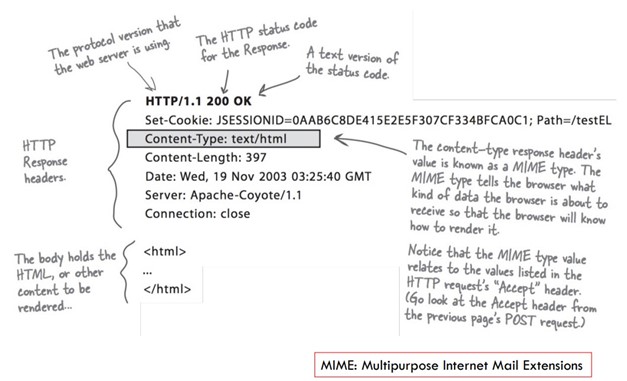 The protocol version that
the web server is using.
The HTTP status code
for the Response.
A text version of
the status code.
HTTP/1.1 200 OK
Set-Cookie: JSESSIONID=0AAB6C8DE415E2E5F307CF334BFCA0C1; Path=/testEL
Content-Type: text/html
Content-Length: 397
Date: Wed, 19 Nov 2003 03:25:40 GMT
Server: Apache-Coyote/1.1
Connection: close
HTTP
Response
headers.
The content-type response header's
value is known as a MIME type. The
MIME type tells the browser what
kind of data the browser is about to
receive so that the browser will know
how to render it.
Notice that the MIME type value
relates to the values listed in the
HTTP request's "Accept" header.
(Go look at the Accept header from
the previous page's POST request.)
The body holds the
HTML, or other
content to be
rendered...
<html>
...
</html>
MIME: Multipurpose Internet Mail Extensions